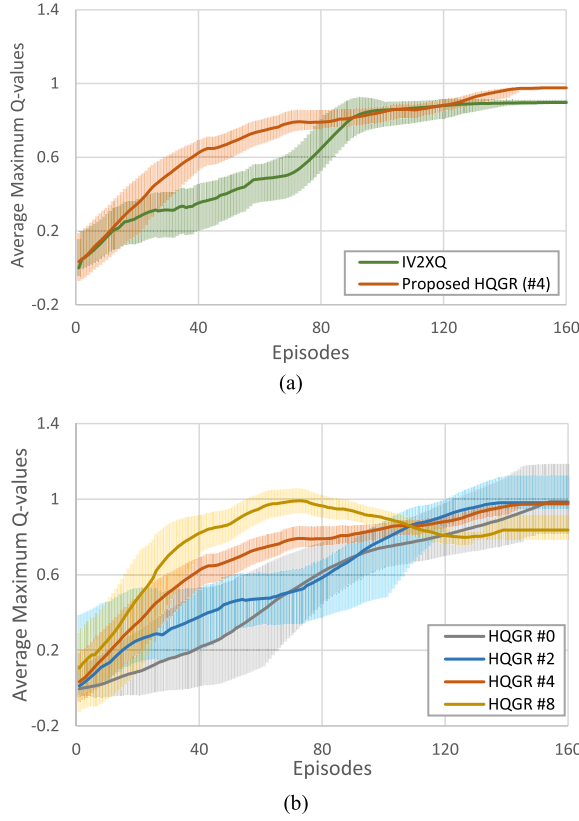 1.4
1
0.6
0.2
-0.2
Average Maximum Q-values
IV2XQ
Proposed HQGR (#4)
0
40
80
120
160
Episodes
(a)
1.4
1
0.6
0.2
-0.2
Average Maximum Q-values
HQGR #0
HQGR #2
HQGR #4
HQGR #8
0
40
80
120
160
Episodes
(b)